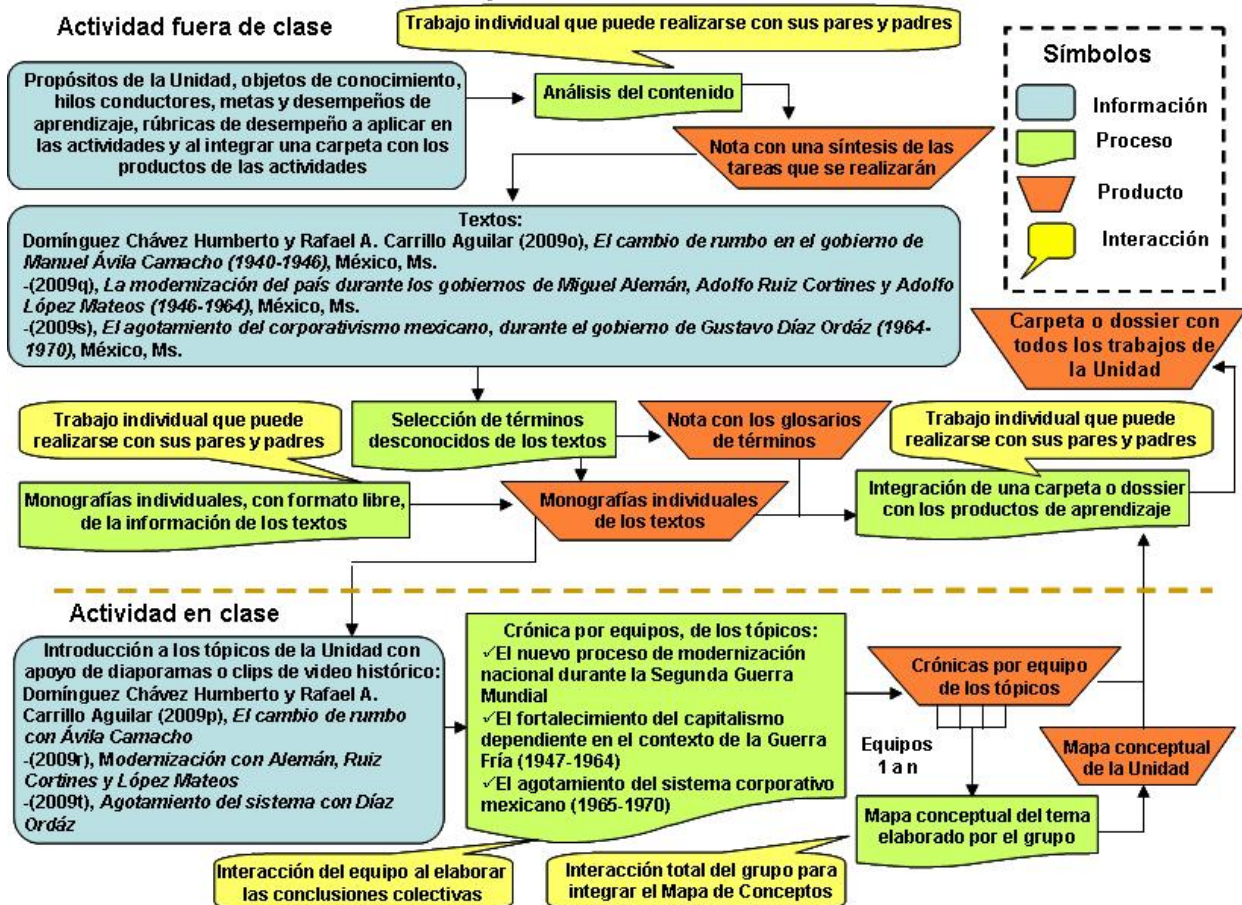 Actividad fuera de clase
Trabajo individual que puede realizarse con sus pares y padres
Propósitos de la Unidad, objetos de conocimiento,
hilos conductores, metas y desempeños de
aprendizaje, rúbricas de desempeño a aplicar en
las actividades y al integrar una carpeta con los
productos de las actividades
Análisis del contenido
Nota con una síntesis de las
tareas que se realizarán
Símbolos
Información
Proceso
Producto
Interacción
Textos:
Domínguez Chávez Humberto y Rafael A. Carrillo Aguilar (2009o), El cambio de rumbo en el gobierno de
Manuel Ávila Camacho (1940-1946), México, Ms.
-(2009q), La modernización del país durante los gobiernos de Miguel Alemán, Adolfo Ruiz Cortines y Adolfo
López Mateos (1946-1964), México, Ms.
-(2009s), El agotamiento del corporativismo mexicano, durante el gobierno de Gustavo Díaz Ordáz (1964-
1970), México, Ms.
Carpeta o dossier con
todos los trabajos de
la Unidad
Trabajo individual que puede
realizarse con sus pares y padres
Selección de términos
desconocidos de los textos
Nota con los glosarios
de términos
Trabajo individual que puede
realizarse con sus pares y padres
Monografías individuales, con formato libre,
de la información de los textos
Monografías individuales
de los textos
Integración de una carpeta o dossier
con los productos de aprendizaje
Actividad en clase
Introducción a los tópicos de la Unidad con
apoyo de diaporamas o clips de video histórico:
Domínguez Chávez Humberto y Rafael A.
Carrillo Aguilar (2009p), El cambio de rumbo
con Ávila Camacho
-(2009r), Modernización con Alemán, Ruiz
Cortines y López Mateos
-(2009t), Agotamiento del sistema con Díaz
Ordáz
Crónica por equipos, de los tópicos:
✓El nuevo proceso de modernización
nacional durante la Segunda Guerra
Mundial
✓El fortalecimiento del capitalismo
dependiente en el contexto de la Guerra
Fría (1947-1964)
✓El agotamiento del sistema corporativo
mexicano (1965-1970)
Crónicas por equipo
de los tópicos
Equipos
1 a n
Mapa conceptual
de la Unidad
Mapa conceptual del tema
elaborado por el grupo
Interacción del equipo al elaborar
las conclusiones colectivas
Interacción total del grupo para
integrar el Mapa de Conceptos